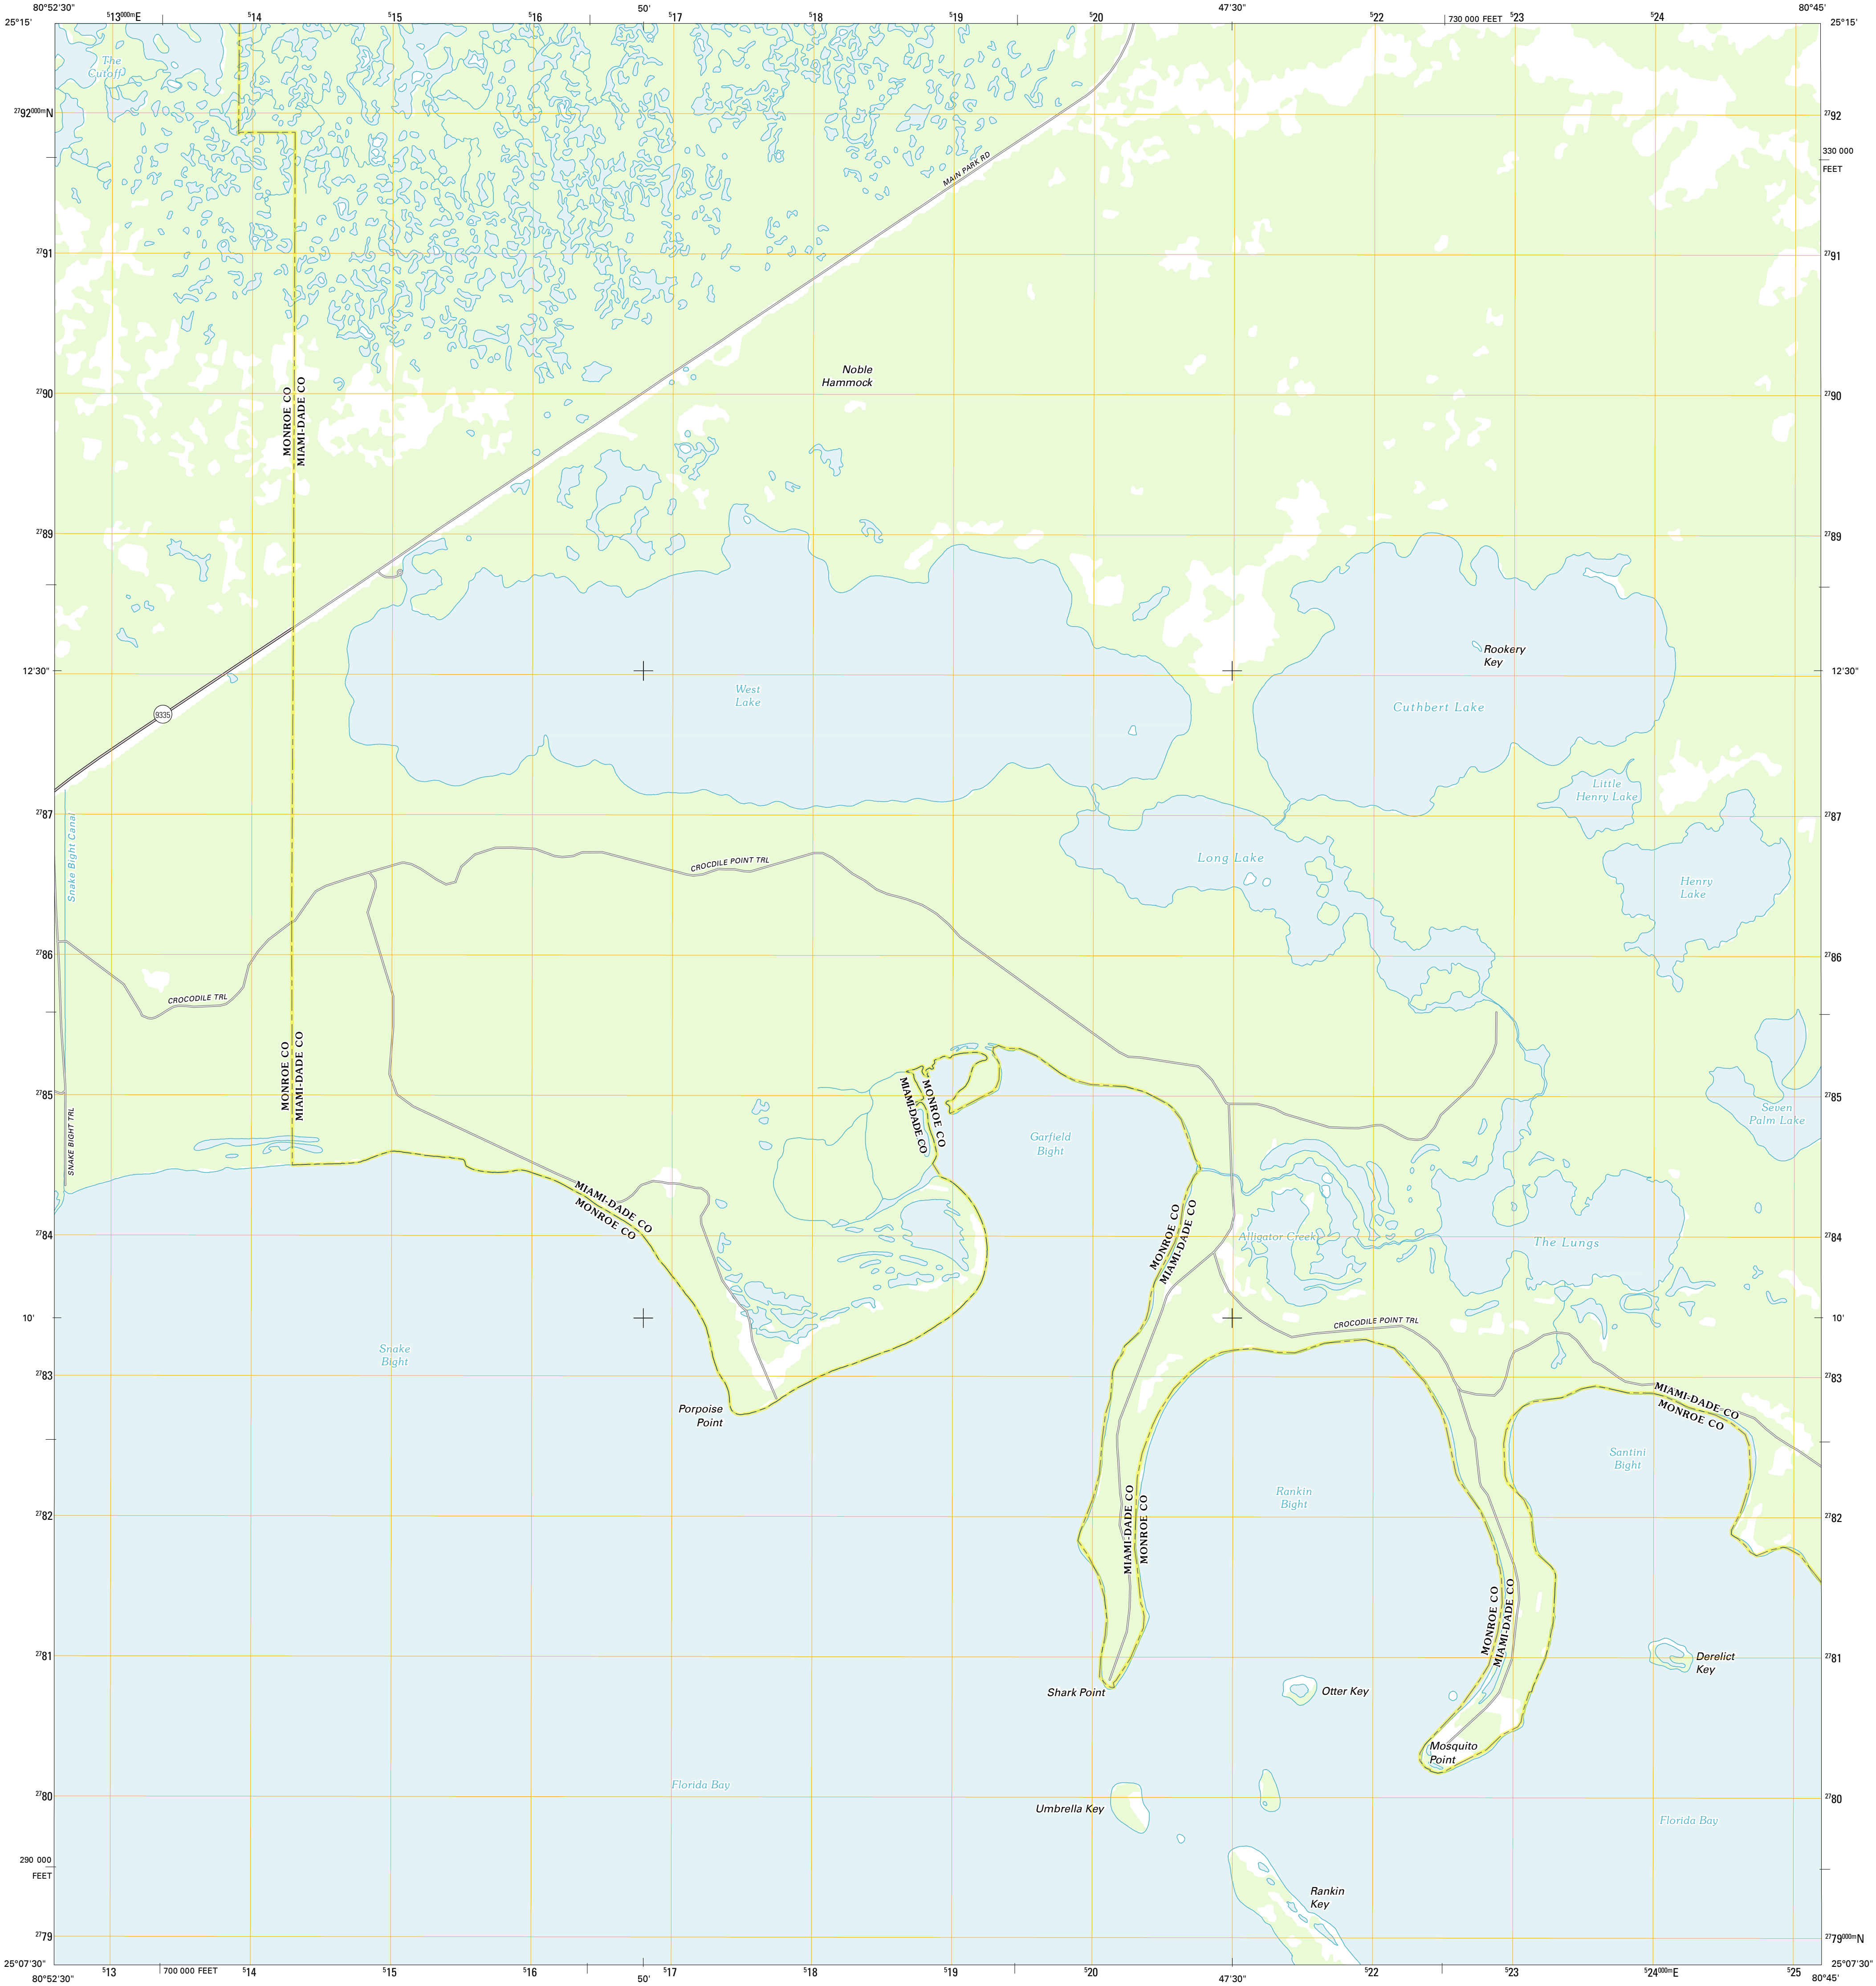 80°52'30"
513000mE
514
515
516
50'
517
518
519
520
47'30"
522
730 000 FEET
523
524
80°45'
25°15'
25°15'
The
Cutoff
2792000mN
2792
330 000
FEET
MAIN PARK RD
2791
2791
Noble
Hammock
2790
2790
MONROE CO
MIAMI-DADE CO
2789
2789
Rookery
Key
12'30"
12'30"
West
Lake
Cuthbert Lake
9335
Little
Henry Lake
2787
2787
Snake Bight Canal
CROCDILE POINT TRL
Long Lake
Henry
Lake
2786
2786
CROCODILE TRL
MONROE CO
MIAMI-DADE CO
2785
2785
MIAMI-DADE CO
MONROE CO
Seven
Palm Lake
SNAKE BIGHT TRL
Garfield
Bight
MIAMI-DADE CO
MONROE CO
MONROE CO
MIAMI-DADE CO
2784
2784
Alligator Creek
The Lungs
10'
10'
CROCODILE POINT TRL
Snake
Bight
2783
2783
MIAMI-DADE CO
MONROE CO
Porpoise
Point
Santini
Bight
Rankin
Bight
2782
2782
MIAMI-DADE CO
MONROE CO
MONROE CO
MIAMI-DADE CO
2781
2781
Derelict
Key
Shark Point
Otter Key
Mosquito
Point
Florida Bay
2780
2780
Umbrella Key
Florida Bay
290 000
FEET
Rankin
Key
2779
2779000mN
25°07'30"
25°07'30"
513
700 000 FEET
514
515
516
517
518
519
520
522
523
524000mE
525
80°52'30"
50'
47'30"
80°45'